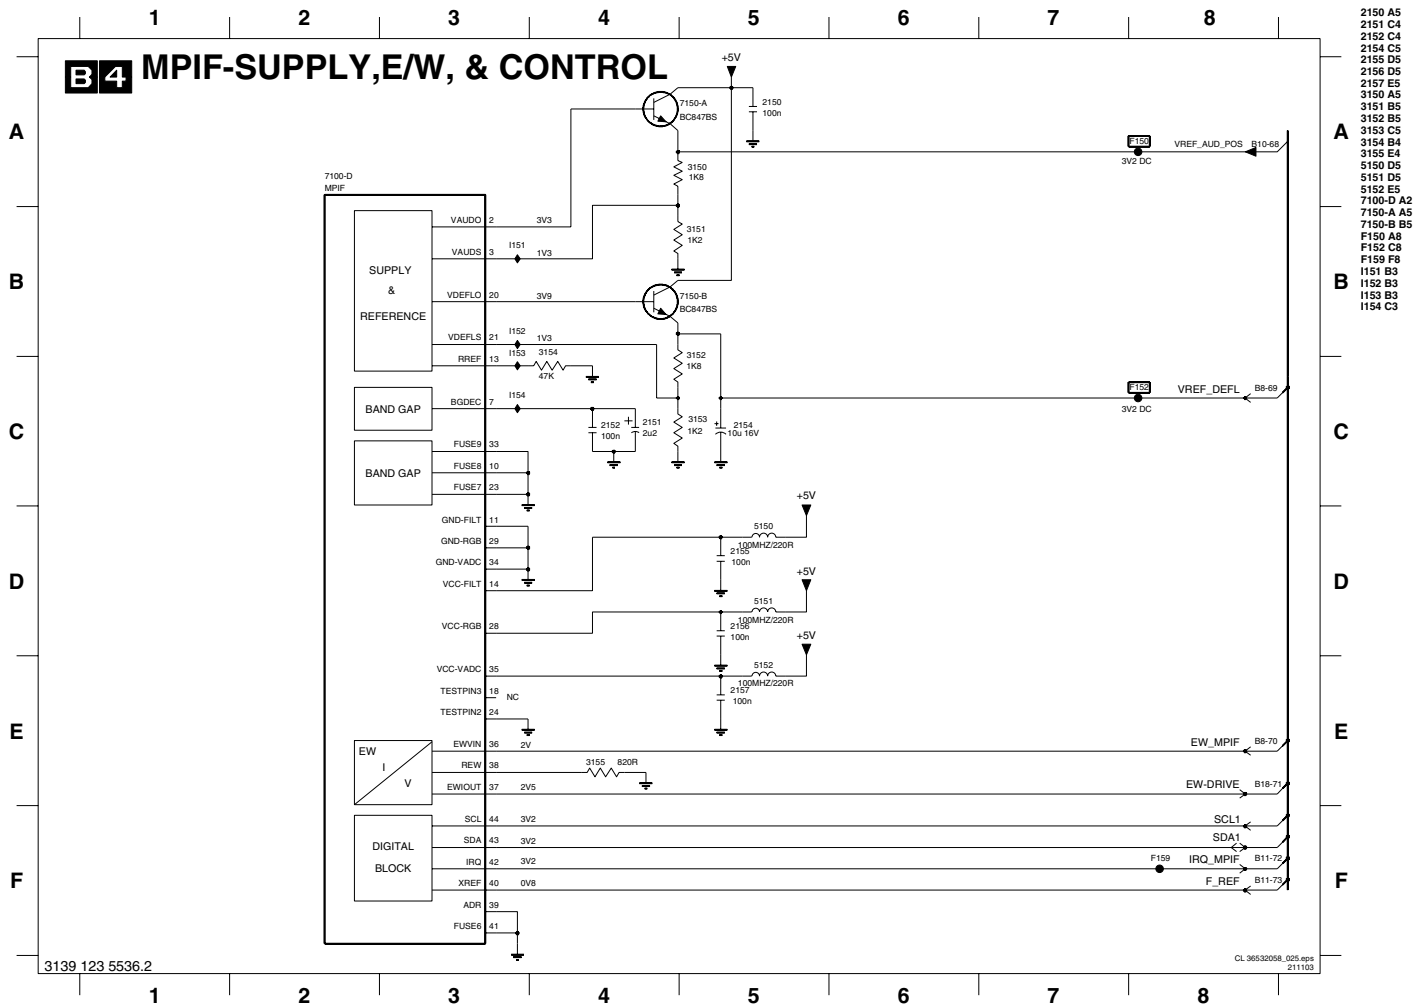 1 2 3 4 5 6 7 8
B 4 MPIF-SUPPLY,E/W, & CONTROL
A
B
C
D
E
F
+5V
7150-A
BC847BS
2150
100n
F150
3V2 DC
VREF_AUD_POS B10-68
3150
1K8
7100-D
MPIF
VAUDO 2 3V3
3151
1K2
VAUDS 3 I151 1V3
SUPPLY
&
REFERENCE
VDEFLO 20 3V9
7150-B
BC847BS
VDEFLS 21 I152 1V3
RREF 13 I153 3154
47K
3152
1K8
F152
3V2 DC
VREF_DEFL B8-69
BAND GAP
BGDEC 7 I154
2152
100n
+ 2151
2u2
3153
1K2
+ 2154
10u 16V
BAND GAP
FUSE9 33
FUSE8 10
FUSE7 23
GND-FILT 11
GND-RGB 29
GND-VADC 34
VCC-FILT 14
+5V
5150
100MHZ/220R
2155
100n
+5V
5151
100MHZ/220R
VCC-RGB 28
2156
100n
+5V
5152
100MHZ/220R
VCC-VADC 35
2157
100n
TESTPIN3 18 NC
TESTPIN2 24
EW
I
V
EWVIN 36 2V
EW_MPIF B8-70
REW 38
3155 820R
EWIOUT 37 2V5
EW-DRIVE B18-71
DIGITAL
BLOCK
SCL 44 3V2
SCL1
SDA 43 3V2
SDA1
IRQ 42 3V2
F159
IRQ_MPIF B11-72
XREF 40 0V8
F_REF B11-73
ADR 39
FUSE6 41
A
B
C
D
E
F
3139 123 5536.2
CL 36532058_025.eps
211103
1 2 3 4 5 6 7 8
2150 A5
2151 C4
2152 C4
2154 C5
2155 D5
2156 D5
2157 E5
3150 A5
3151 B5
3152 B5
3153 C5
3154 B4
3155 E4
5150 D5
5151 D5
5152 E5
7100-D A2
7150-A A5
7150-B B5
F150 A8
F152 C8
F159 F8
I151 B3
I152 B3
I153 B3
I154 C3